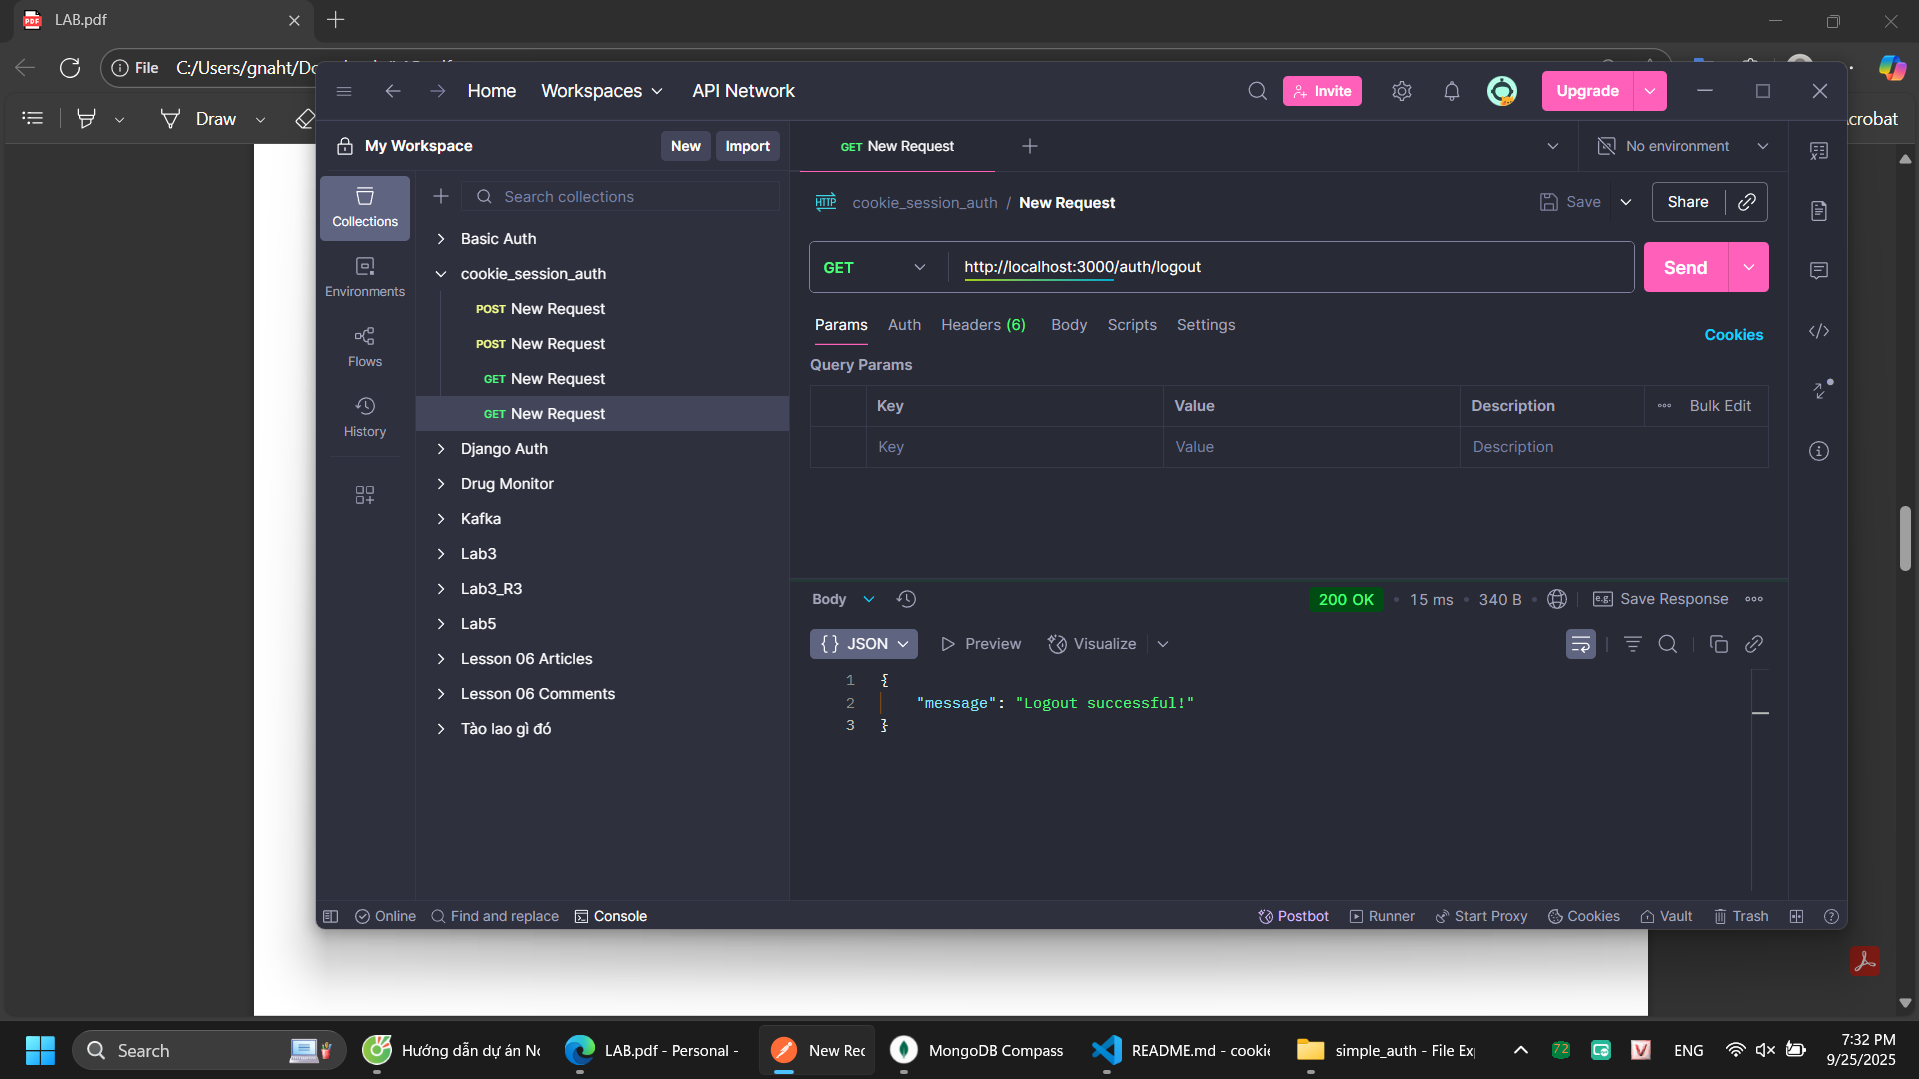 LAB.pdf
File C:/Users/gnaht/Do
Draw
Home Workspaces API Network Invite Upgrade
crobat
My Workspace New Import GET New Request No environment
Collections
Search collections
cookie_session_auth / New Request Save Share
Basic Auth
cookie_session_auth
GET http://localhost:3000/auth/logout Send
Environments
POST New Request
Params Auth Headers (6) Body Scripts Settings Cookies
POST New Request
Flows
Query Params
GET New Request
Key Value Description Bulk Edit
GET New Request
History
Key Value Description
Django Auth
Drug Monitor
Kafka
Lab3
Lab3_R3
Body 200 OK • 15 ms • 340 B • e.g. Save Response
Lab5
{} JSON Preview Visualize
Lesson 06 Articles
1 {
Lesson 06 Comments
2 "message": "Logout successful!"
Tào lao gì đó
3 }
Online Find and replace Console Postbot Runner Start Proxy Cookies Vault Trash
Search Hướng dẫn dự án LAB.pdf - Personal - New Rec MongoDB Compass README.md - cookie simple_auth - File Exp 72 ENG 7:32 PM
9/25/2025